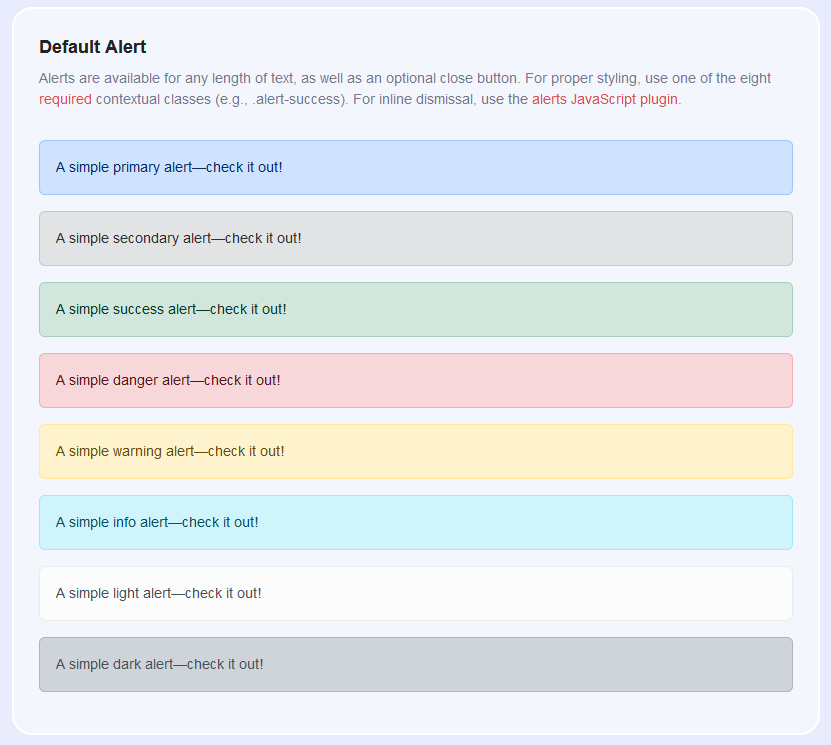 Default Alert
Alerts are available for any length of text, as well as an optional close button. For proper styling, use one of the eight
required contextual classes (e.g., .alert-success). For inline dismissal, use the alerts JavaScript plugin.
A simple primary alert—check it out!
A simple secondary alert—check it out!
A simple success alert—check it out!
A simple danger alert—check it out!
A simple warning alert—check it out!
A simple info alert—check it out!
A simple light alert—check it out!
A simple dark alert—check it out!